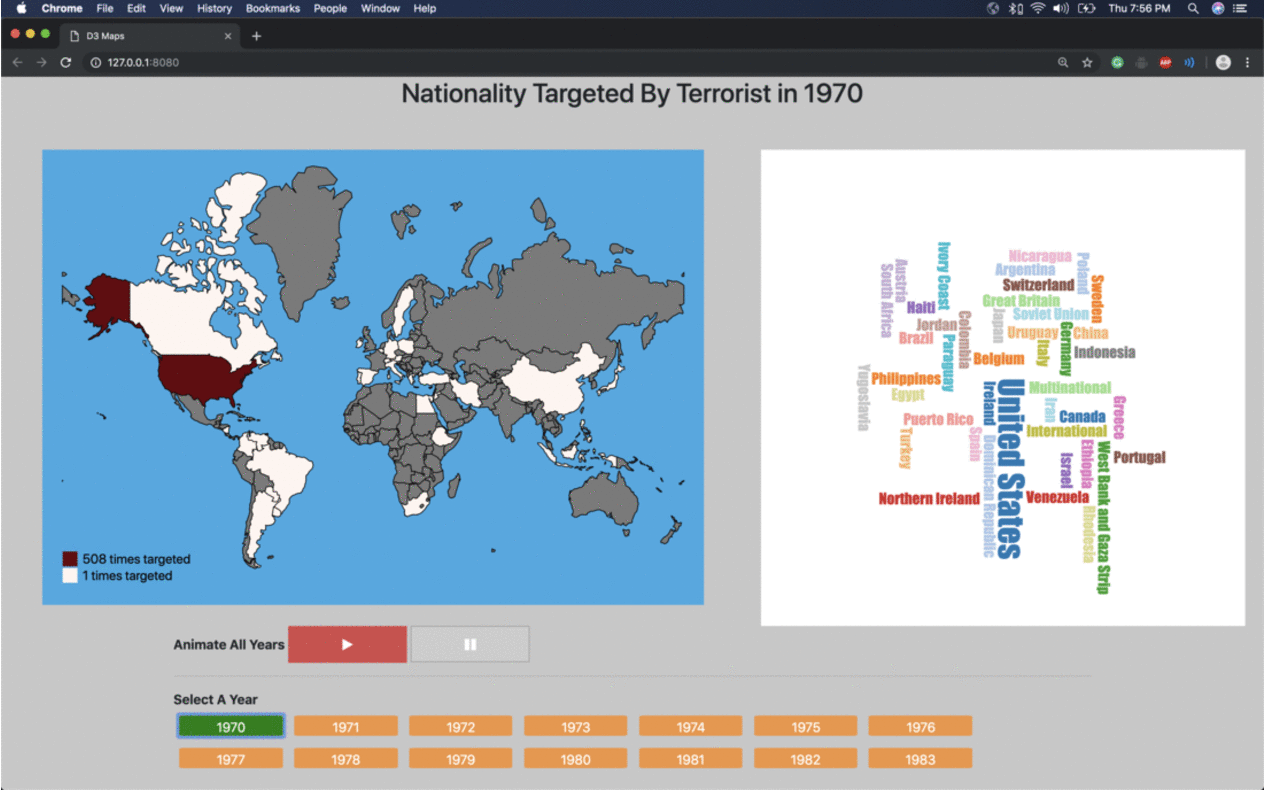 Chrome File Edit View History Bookmarks People Window Help Thu 7:56 PM
D3 Maps
127.0.0.1:8080
ABP
Nationality Targeted By Terrorist in 1970
508 times targeted
1 times targeted
Ivory Coast
Nicaragua
Poland
Austria
South Africa
Argentina
Switzerland
Sweden
Great Britain
Haiti
Soviet Union
Japan
Colombia
Jordan
Germany
Uruguay
China
Brazil
Paraguay
Italy
Indonesia
Belgium
Yugoslavia
Philippines
Egypt
Ireland
United States
Multinational
Iran
Canada
Greece
Puerto Rico
Turkey
Spain
International
Dominican Republic
Israel
Ethiopia
West Bank and Gaza Strip
Portugal
Northern Ireland
Venezuela
Rhodesia
Animate All Years
Select A Year
1970 1971 1972 1973 1974 1975 1976
1977 1978 1979 1980 1981 1982 1983